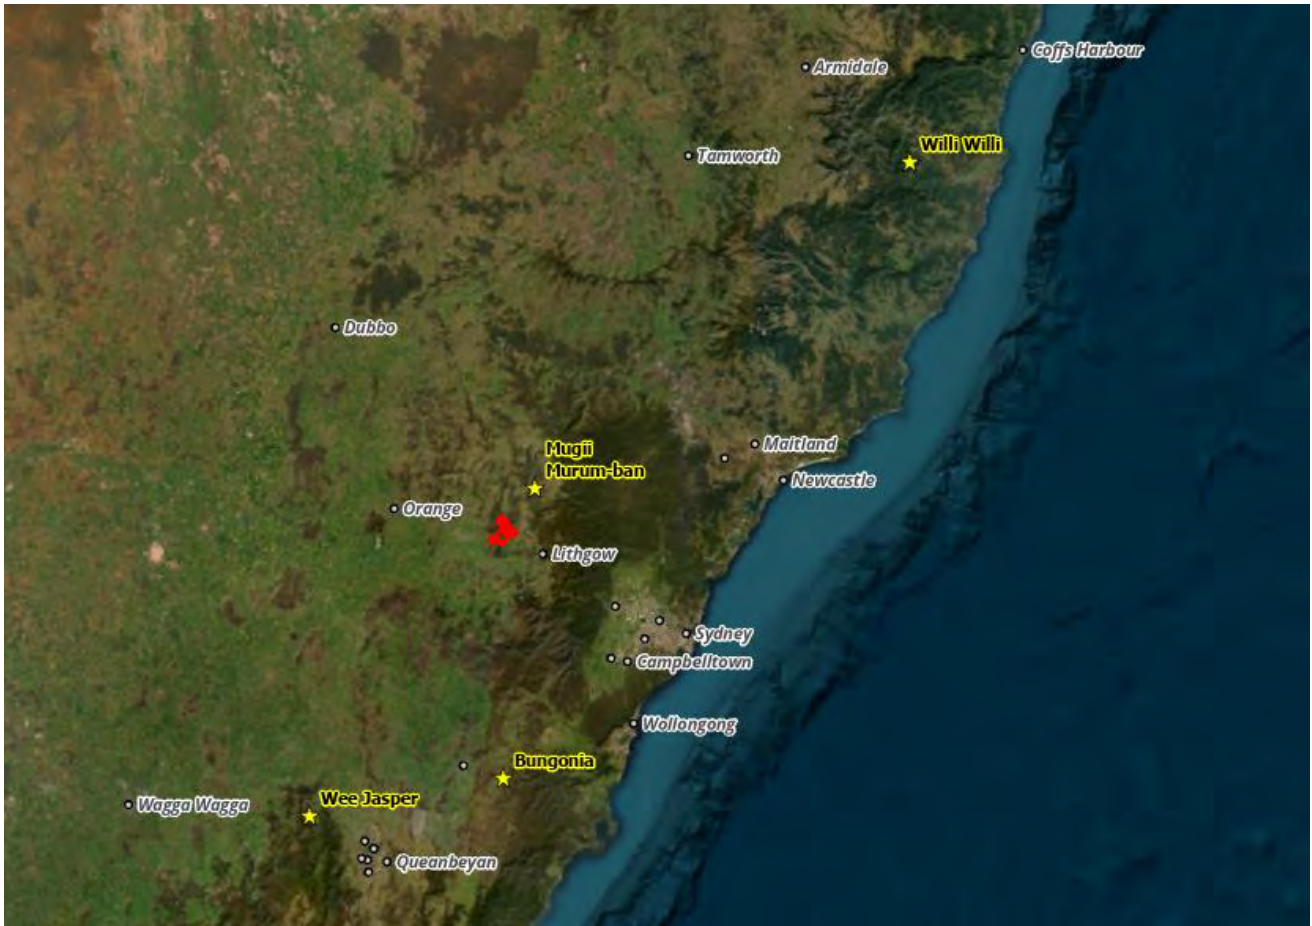 Coffs Harbour
Armidale
Willi Willi
Tamworth
Dubbo
Mugii
Murum-ban
Maitland
Newcastle
Orange
Lithgow
Sydney
Campbelltown
Wollongong
Bungonia
Wee Jasper
Wagga Wagga
Queanbeyan